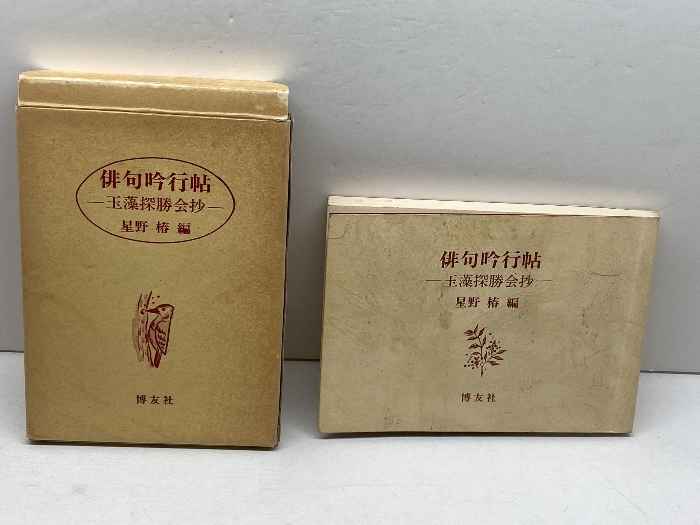 俳句吟行帖
―玉藻探勝会抄―
星野 椿 編
博友社
俳句吟行帖
―玉藻探勝会抄―
星野 椿 編
博友社